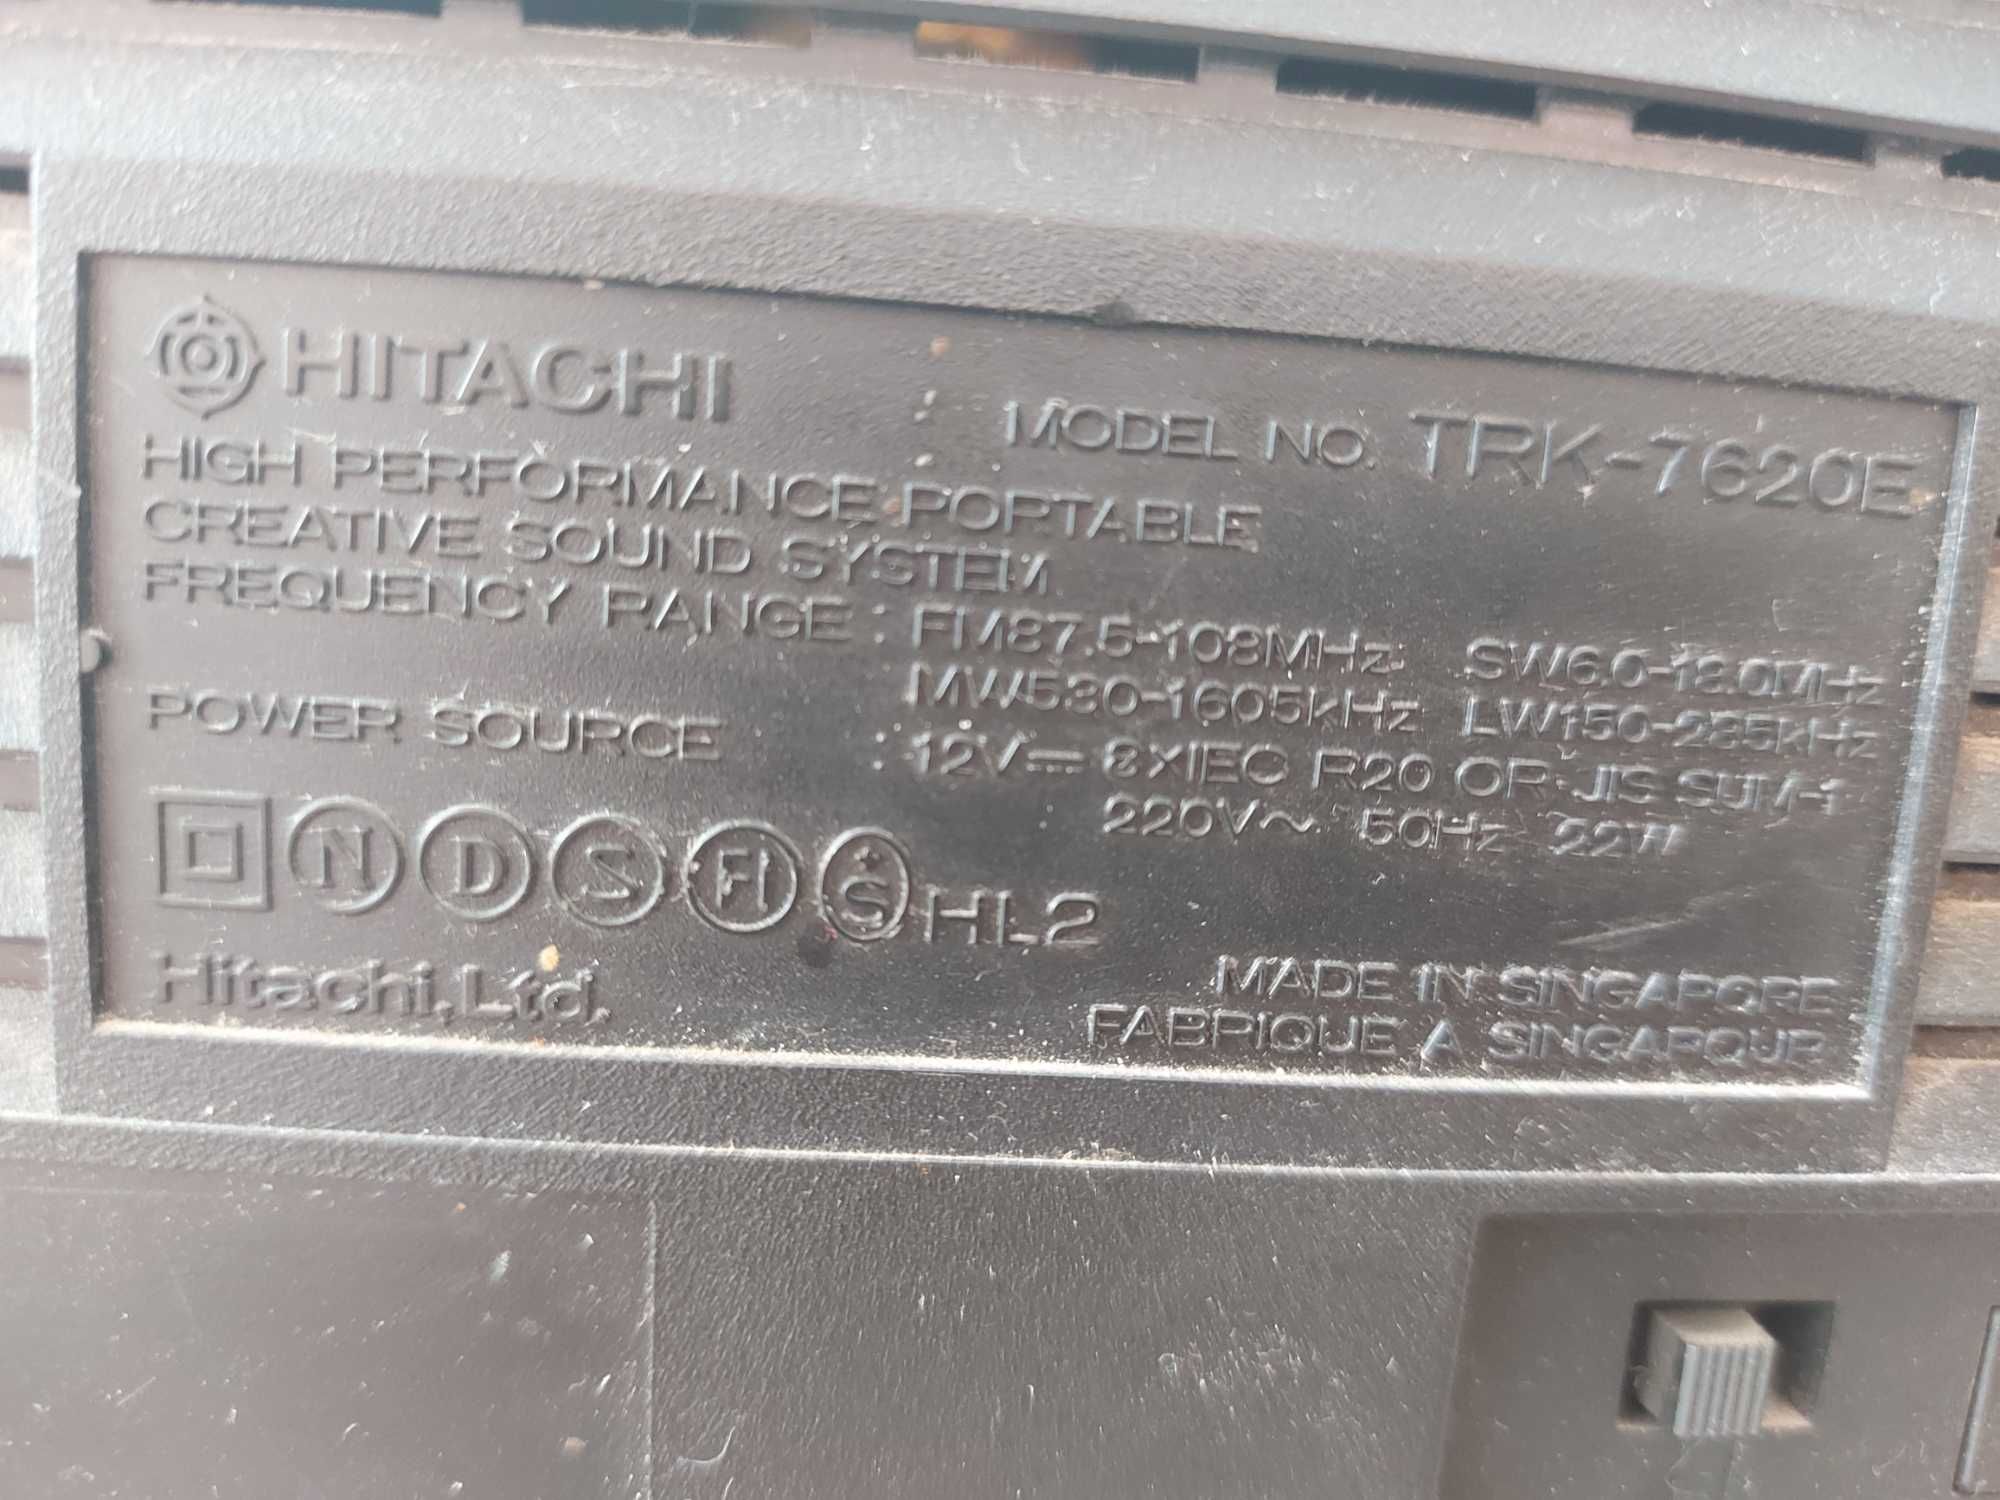 HITACHI
MODEL NO. TRK-7620E
HIGH PERFORMANCE PORTABLE
CREATIVE SOUND SYSTEM
FREQUENCY RANGE : FM87.5-108MHz SW6.0-18.0MHz
MW530-1605kHz LW150-285kHz
POWER SOURCE : 12V⎓ 8×IEC R20 OR JIS SUM-1
220V~ 50Hz 22W
N D S FI S HL2
Hitachi, Ltd.
MADE IN SINGAPORE
FABRIQUE A SINGAPOUR